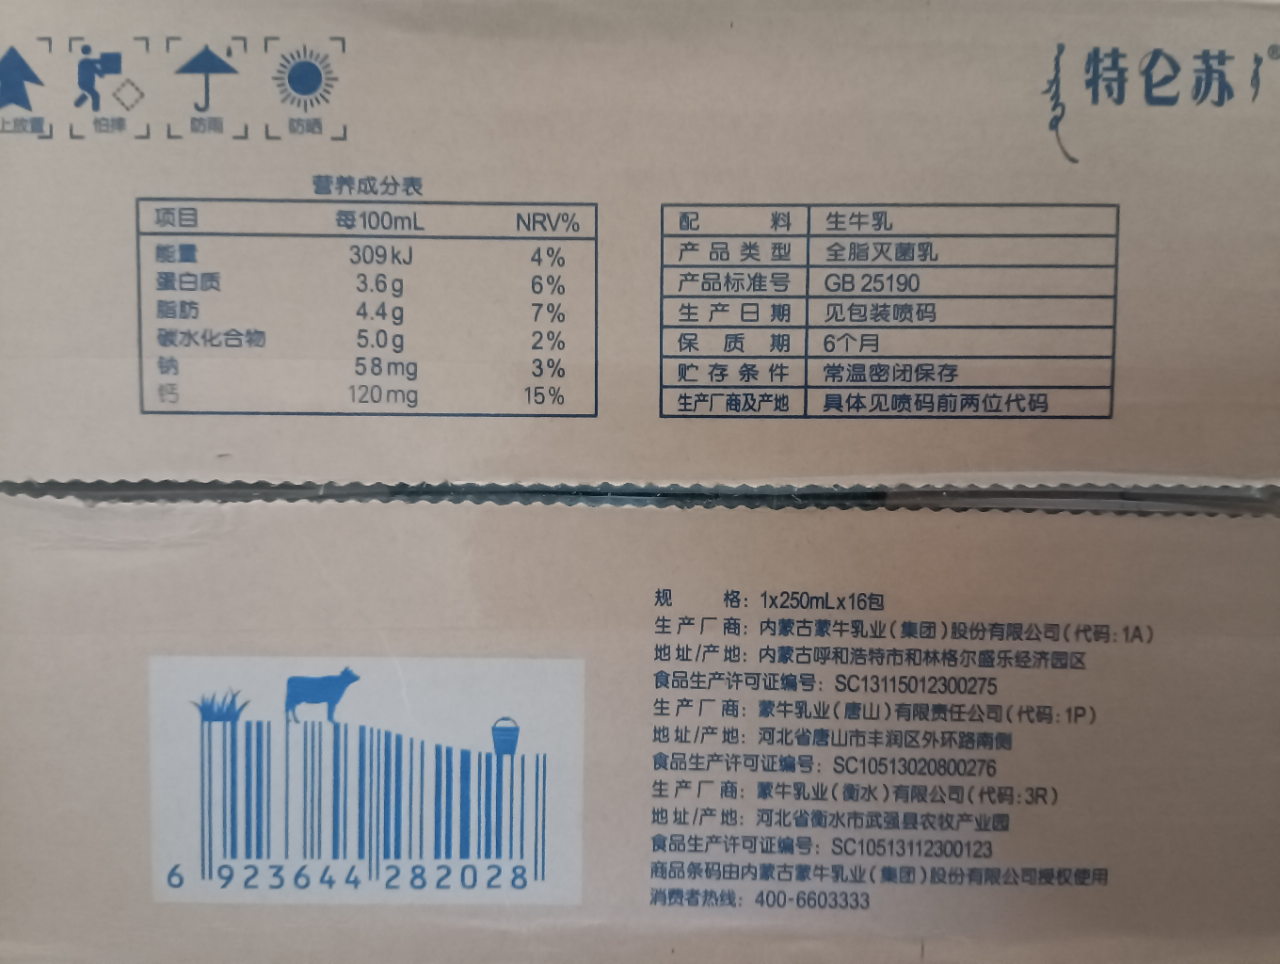 上放置 怕摔 防雨 防晒
特仑苏
营养成分表
项目 每100mL NRV%
能量 309kJ 4%
蛋白质 3.6g 6%
脂肪 4.4g 7%
碳水化合物 5.0g 2%
钠 58mg 3%
钙 120mg 15%
配料 生牛乳
产品类型 全脂灭菌乳
产品标准号 GB 25190
生产日期 见包装喷码
保质期 6个月
贮存条件 常温密闭保存
生产厂商及产地 具体见喷码前两位代码
规格：1x250mLx16包
生产厂商：内蒙古蒙牛乳业(集团)股份有限公司(代码:1A)
地址/产地：内蒙古呼和浩特市和林格尔盛乐经济园区
食品生产许可证编号：SC13115012300275
生产厂商：蒙牛乳业(唐山)有限责任公司(代码:1P)
地址/产地：河北省唐山市丰润区外环路南侧
食品生产许可证编号：SC10513020800276
生产厂商：蒙牛乳业(衡水)有限公司(代码:3R)
地址/产地：河北省衡水市武强县农牧产业园
食品生产许可证编号：SC10513112300123
商品条码由内蒙古蒙牛乳业(集团)股份有限公司授权使用
消费者热线：400-6603333
6 923644 282028